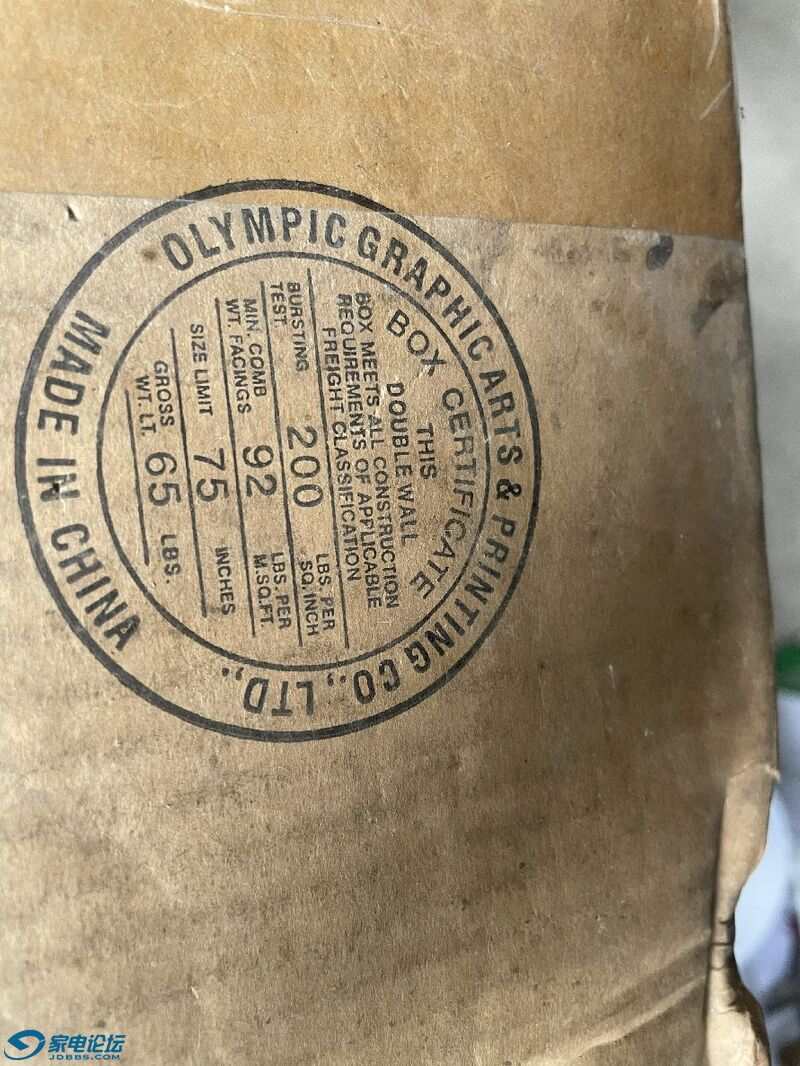 OLYMPIC GRAPHIC ARTS & PRINTING CO., LTD,.
BOX CERTIFICATE
THIS
DOUBLE WALL
BOX MEETS ALL CONSTRUCTION
REQUIREMENTS OF APPLICABLE
FREIGHT CLASSIFICATION
BURSTING TEST 200 LBS. PER SQ. INCH
MIN. COMB WT. FACINGS 92 LBS. PER M.SQ.FT.
SIZE LIMIT 75 INCHES
GROSS WT. LT. 65 LBS.
MADE IN CHINA
家电论坛
JDBBS.COM